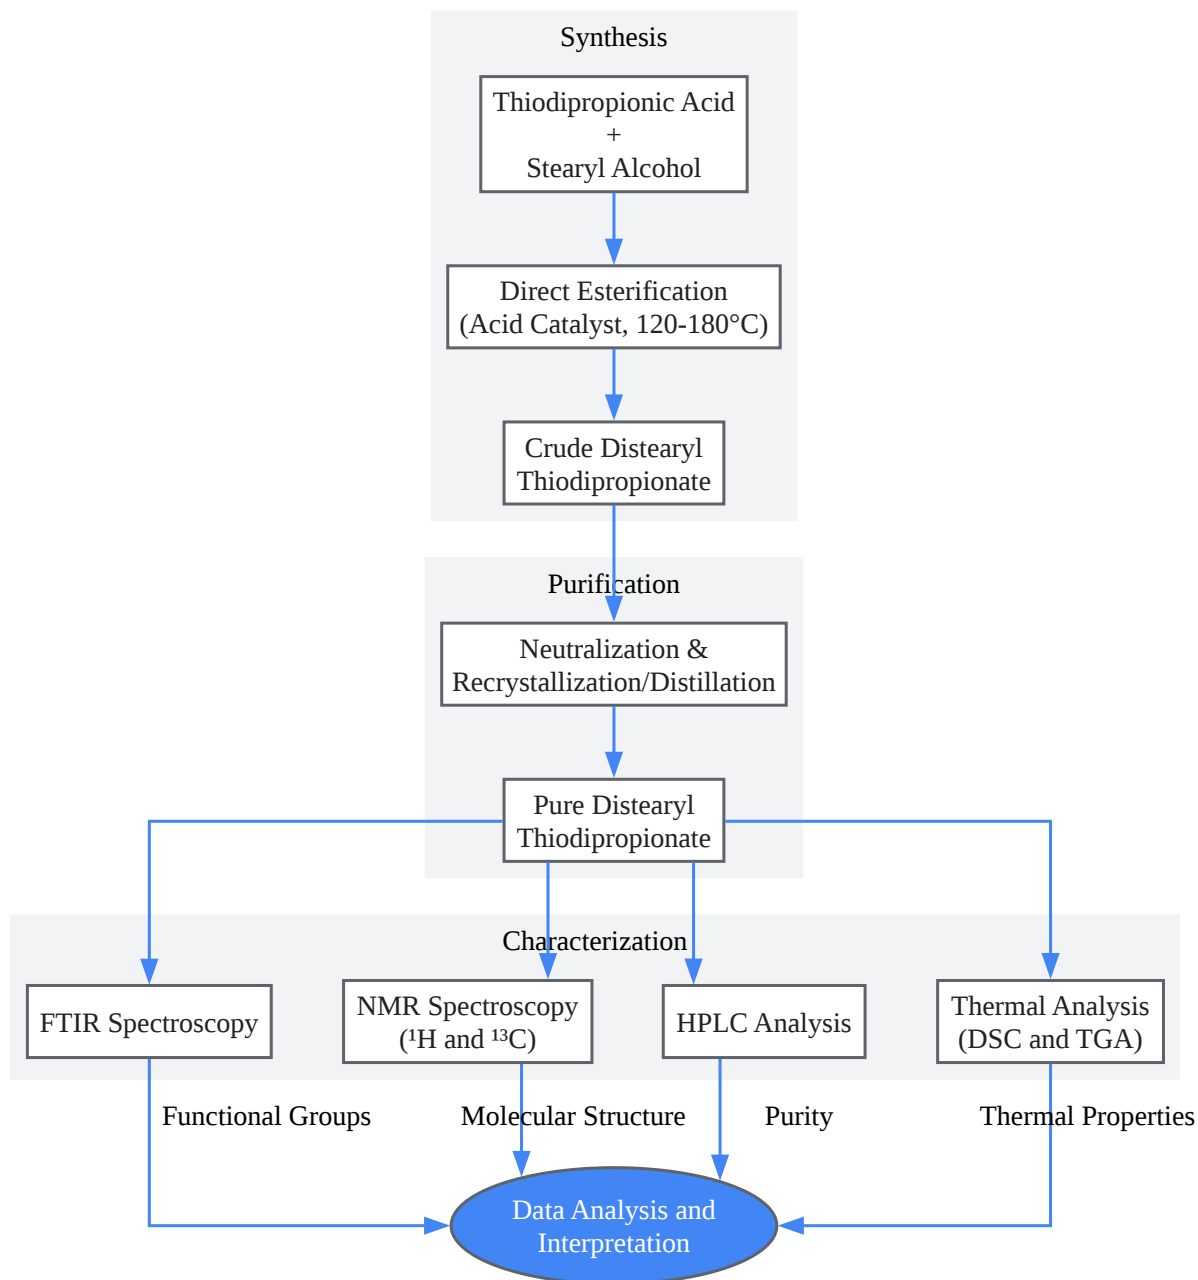 Synthesis
Thiodipropionic Acid
+
Stearyl Alcohol
Direct Esterification
(Acid Catalyst, 120-180°C)
Crude Distearyl
Thiodipropionate
Purification
Neutralization &
Recrystallization/Distillation
Pure Distearyl
Thiodipropionate
Characterization
FTIR Spectroscopy
NMR Spectroscopy
(¹H and ¹³C)
HPLC Analysis
Thermal Analysis
(DSC and TGA)
Functional Groups
Molecular Structure
Purity
Thermal Properties
Data Analysis and
Interpretation